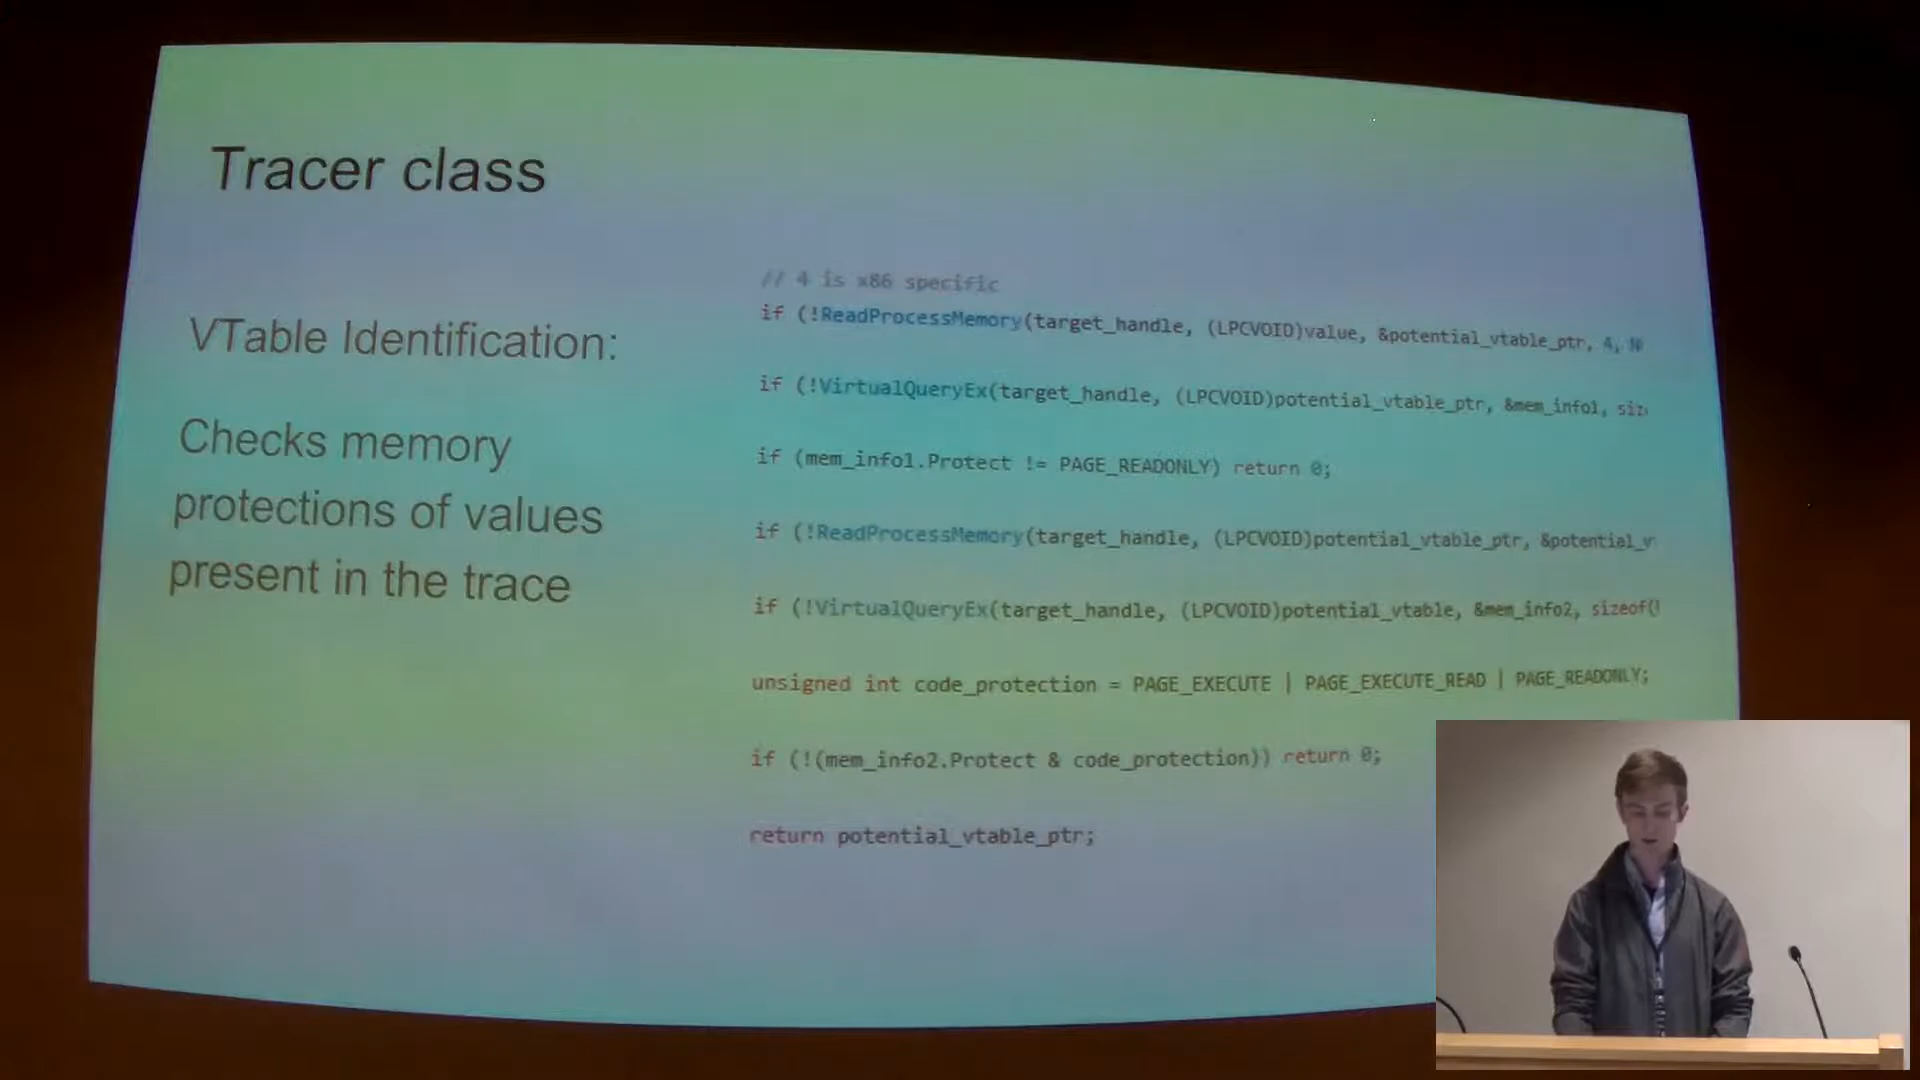 Tracer class
VTable Identification:
Checks memory
protections of values
present in the trace
// 4 is x86 specific
if (!ReadProcessMemory(target_handle, (LPCVOID)value, &potential_vtable_ptr, 4,
if (!VirtualQueryEx(target_handle, (LPCVOID)potential_vtable_ptr, &mem_info1,
if (mem_info1.Protect != PAGE_READONLY) return 0;
if (!ReadProcessMemory(target_handle, (LPCVOID)potential_vtable_ptr,
if (!VirtualQueryEx(target_handle, (LPCVOID)potential_vtable, &mem_info2, sizeof(
unsigned int code_protection = PAGE_EXECUTE | PAGE_EXECUTE_READ | PAGE_READONLY;
if (!(mem_info2.Protect & code_protection)) return 0;
return potential_vtable_ptr;